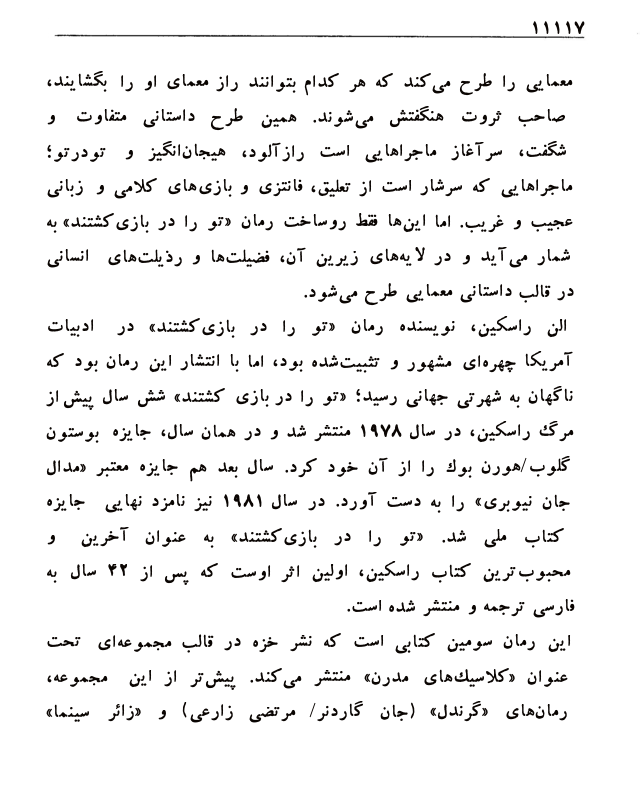 ۱۱۱۱۷
معمایی را طرح می‌کند که هر کدام بتوانند راز معمای او را بگشایند،
صاحب ثروت هنگفتش می‌شوند. همین طرح داستانی متفاوت و
شگفت، سرآغاز ماجراهایی است رازآلود، هیجان‌انگیز و تودرتو؛
ماجراهایی که سرشار است از تعلیق، فانتزی و بازی‌های کلامی و زبانی
عجیب و غریب. اما این‌ها فقط روساخت رمان «تو را در بازی کشتند» به
شمار می‌آید و در لایه‌های زیرین آن، فضیلت‌ها و رذیلت‌های انسانی
در قالب داستانی معمایی طرح می‌شود.
الن راسکین، نویسنده رمان «تو را در بازی کشتند» در ادبیات
آمریکا چهره‌ای مشهور و تثبیت‌شده بود، اما با انتشار این رمان بود که
ناگهان به شهرتی جهانی رسید؛ «تو را در بازی کشتند» شش سال پیش از
مرگ راسکین، در سال ۱۹۷۸ منتشر شد و در همان سال، جایزه بوستون
گلوب/هورن بوك را از آن خود کرد. سال بعد هم جایزه معتبر «مدال
جان نیوبری» را به دست آورد. در سال ۱۹۸۱ نیز نامزد نهایی جایزه
کتاب ملی شد. «تو را در بازی کشتند» به عنوان آخرین و
محبوب‌ترین کتاب راسکین، اولین اثر اوست که پس از ۴۲ سال به
فارسی ترجمه و منتشر شده است.
این رمان سومین کتابی است که نشر خزه در قالب مجموعه‌ای تحت
عنوان «کلاسیك‌های مدرن» منتشر می‌کند. پیش‌تر از این مجموعه،
رمان‌های «گرندل» (جان گاردنر/ مرتضی زارعی) و «زائر سینما»